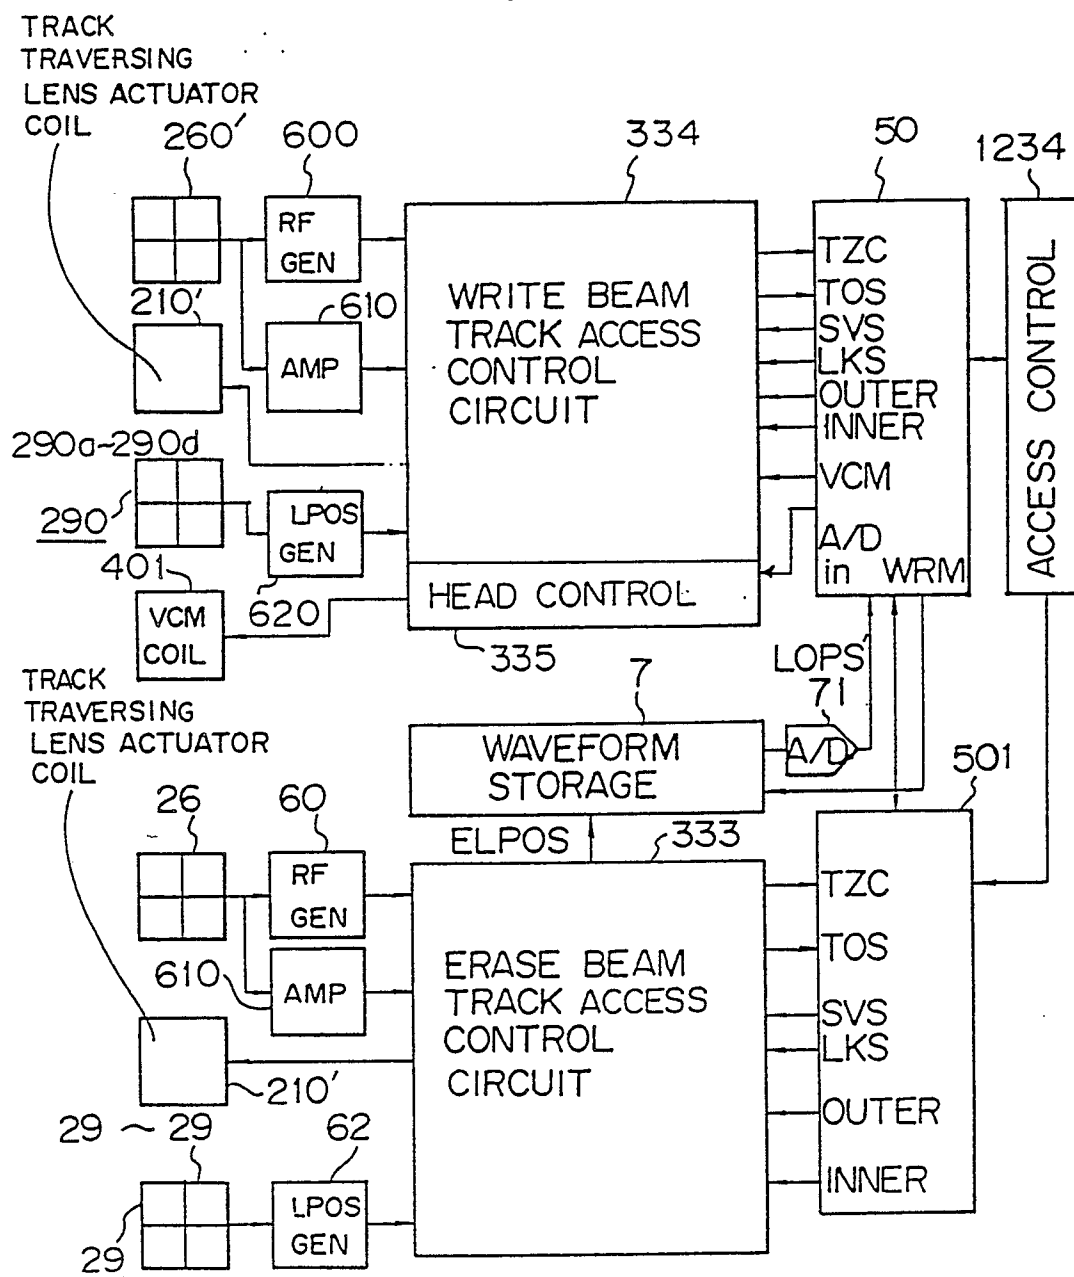 TRACK
TRAVERSING
LENS ACTUATOR
COIL
260'
600
334
50
1234
RF
GEN
210'
610
AMP
WRITE BEAM
TRACK ACCESS
CONTROL
CIRCUIT
TZC
TOS
SVS
LKS
OUTER
INNER
VCM
A/D
in WRM
ACCESS CONTROL
290a~290d
290
LPOS
GEN
620
401
VCM
COIL
HEAD CONTROL
335
LOPS'
71
A/D
7
WAVEFORM
STORAGE
501
TRACK
TRAVERSING
LENS ACTUATOR
COIL
26
60
ELPOS
333
RF
GEN
610
AMP
ERASE BEAM
TRACK ACCESS
CONTROL
CIRCUIT
TZC
TOS
SVS
LKS
OUTER
INNER
210'
29 ~ 29
62
29
29
LPOS
GEN